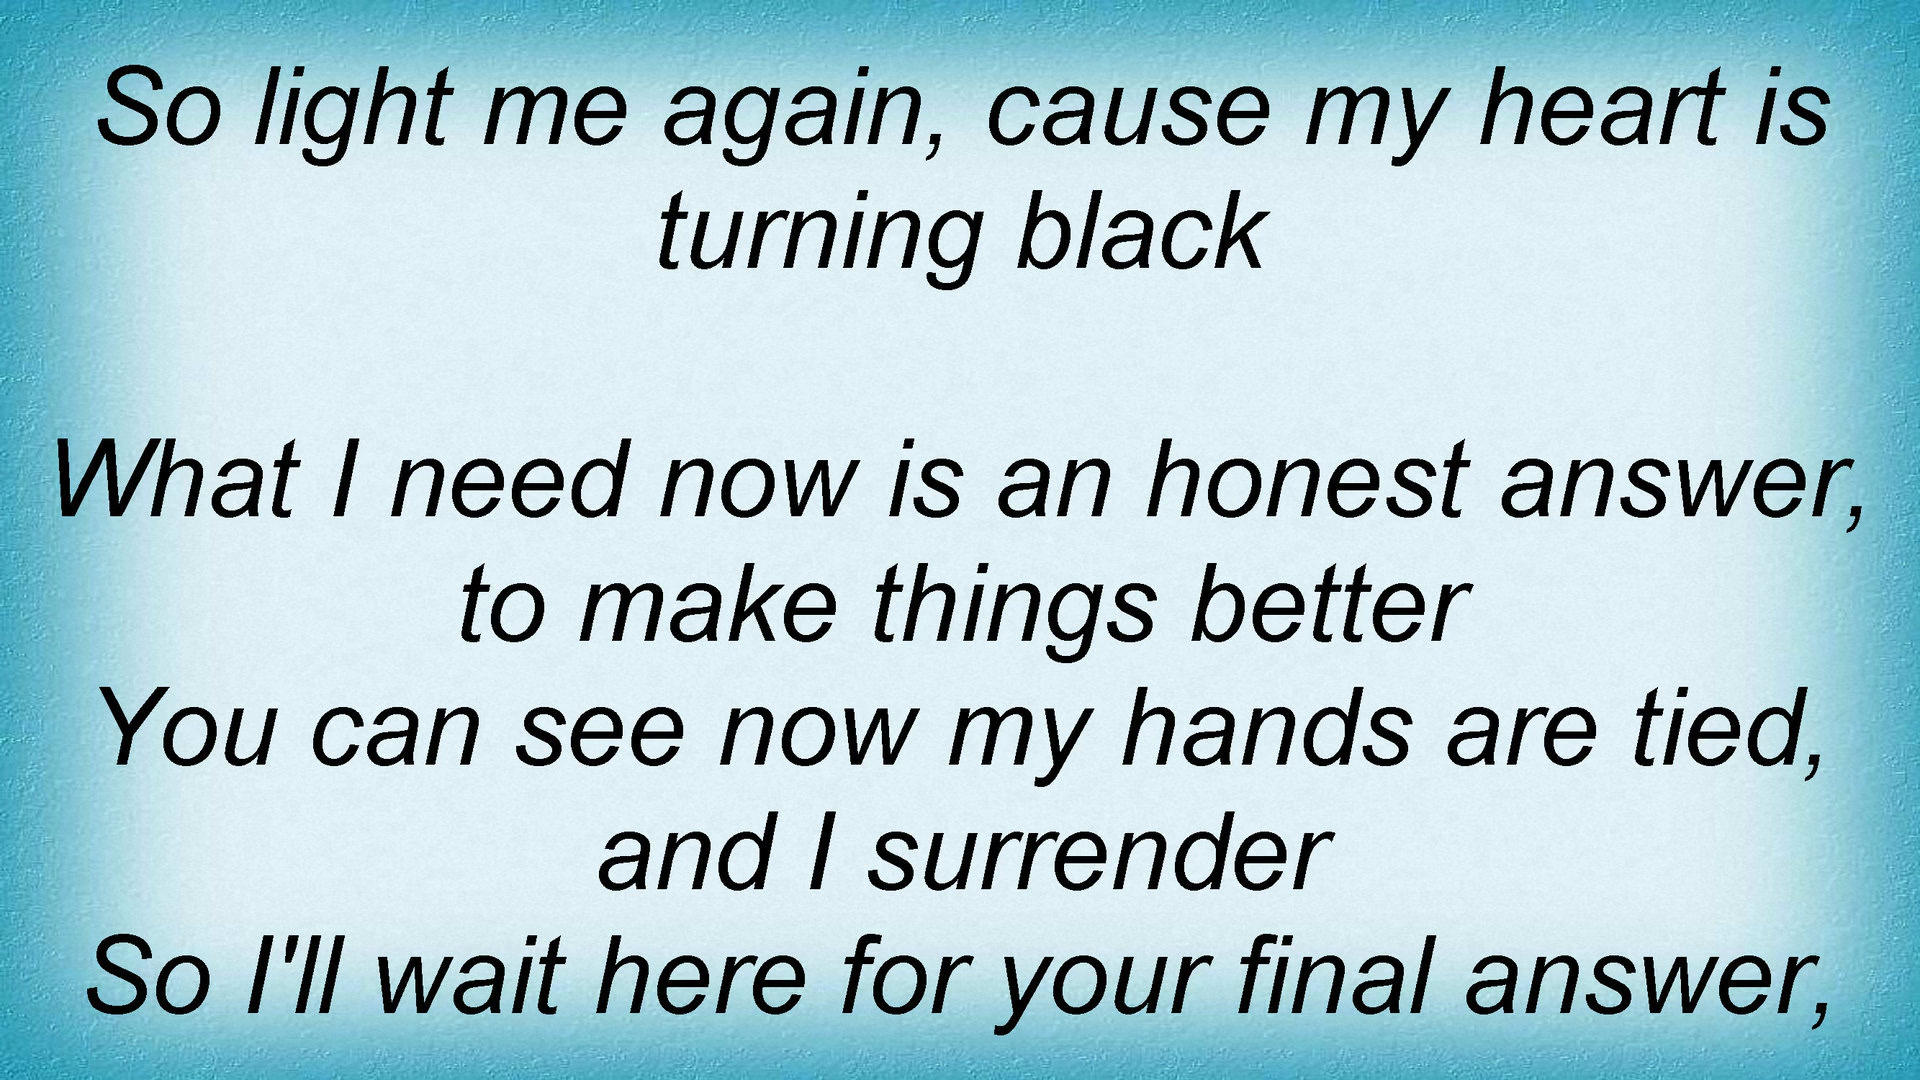 So light me again, cause my heart is
turning black
What I need now is an honest answer,
to make things better
You can see now my hands are tied,
and I surrender
So I'll wait here for your final answer,